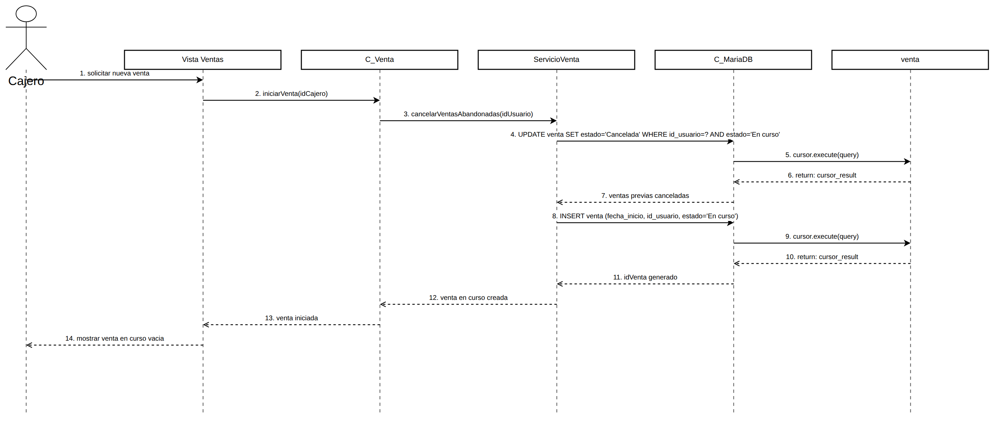 Vista Ventas
C_Venta
ServicioVenta
C_MariaDB
venta
Cajero
1. solicitar nueva venta
2. iniciarVenta(idCajero)
3. cancelarVentasAbandonadas(idUsuario)
4. UPDATE venta SET estado='Cancelada' WHERE id_usuario=? AND estado='En curso'
5. cursor.execute(query)
6. return: cursor_result
7. ventas previas canceladas
8. INSERT venta (fecha_inicio, id_usuario, estado='En curso')
9. cursor.execute(query)
10. return: cursor_result
11. idVenta generado
12. venta en curso creada
13. venta iniciada
14. mostrar venta en curso vacia